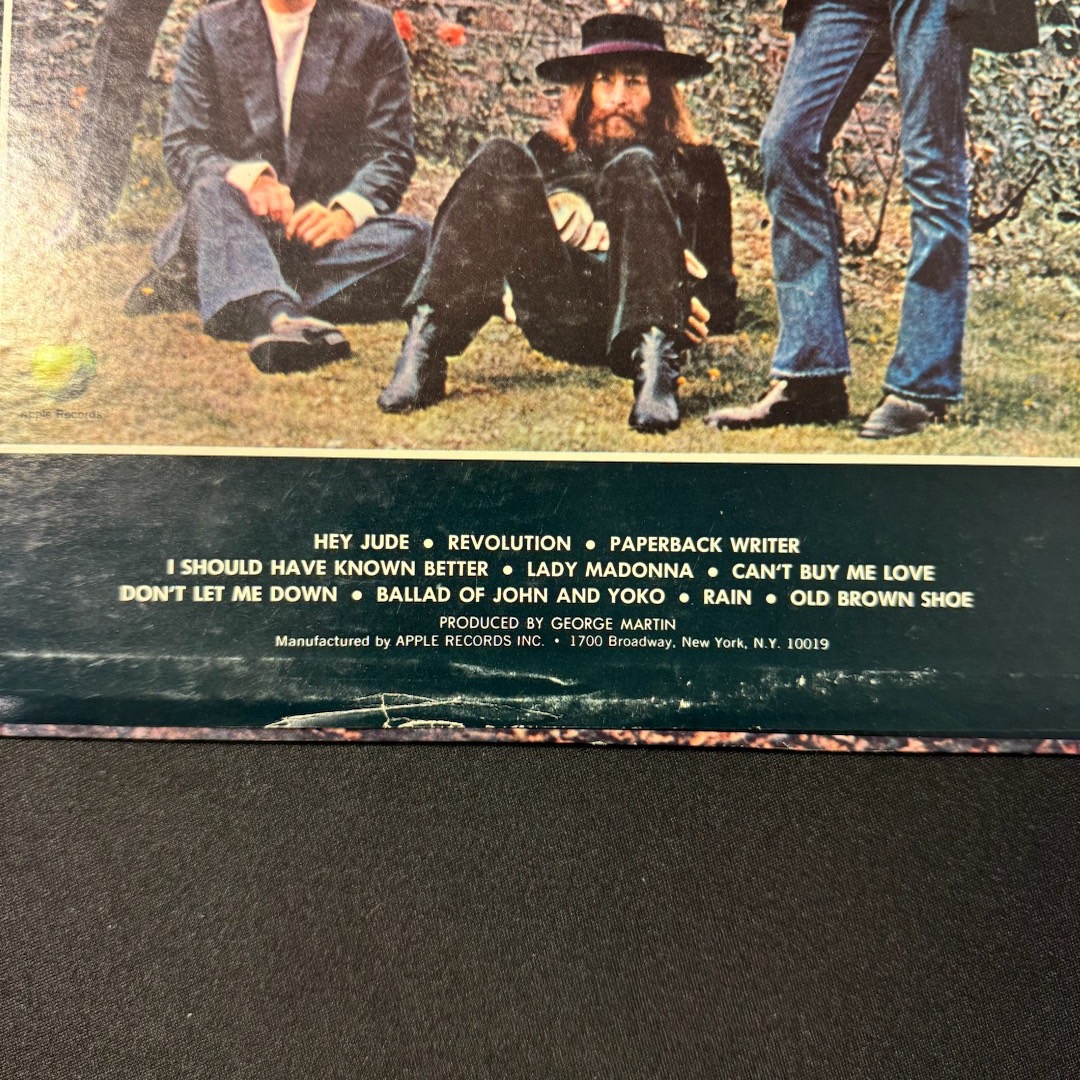 Apple Records
HEY JUDE • REVOLUTION • PAPERBACK WRITER
I SHOULD HAVE KNOWN BETTER • LADY MADONNA • CAN'T BUY ME LOVE
DON'T LET ME DOWN • BALLAD OF JOHN AND YOKO • RAIN • OLD BROWN SHOE
PRODUCED BY GEORGE MARTIN
Manufactured by APPLE RECORDS INC. • 1700 Broadway, New York, N.Y. 10019